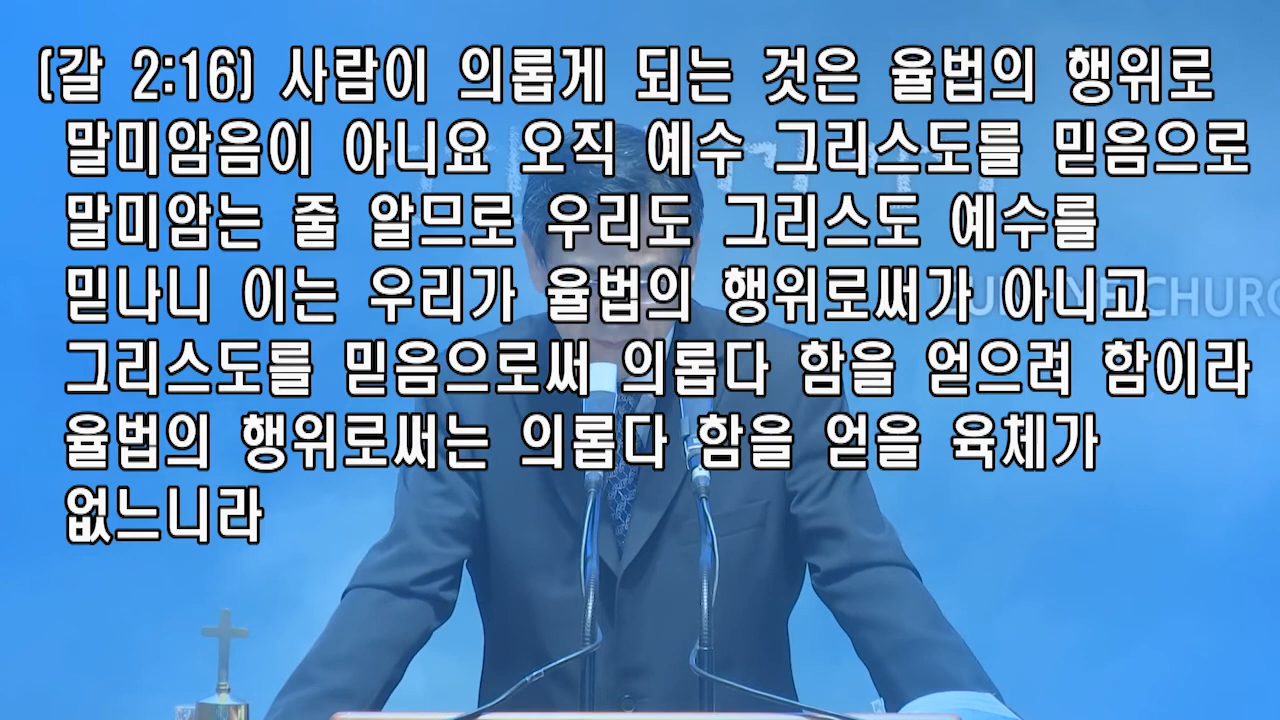 (갈 2:16) 사람이 의롭게 되는 것은 율법의 행위로
말미암음이 아니요 오직 예수 그리스도를 믿음으로
말미암는 줄 알므로 우리도 그리스도 예수를
믿나니 이는 우리가 율법의 행위로써가 아니고
그리스도를 믿음으로써 의롭다 함을 얻으려 함이라
율법의 행위로써는 의롭다 함을 얻을 육체가
없느니라